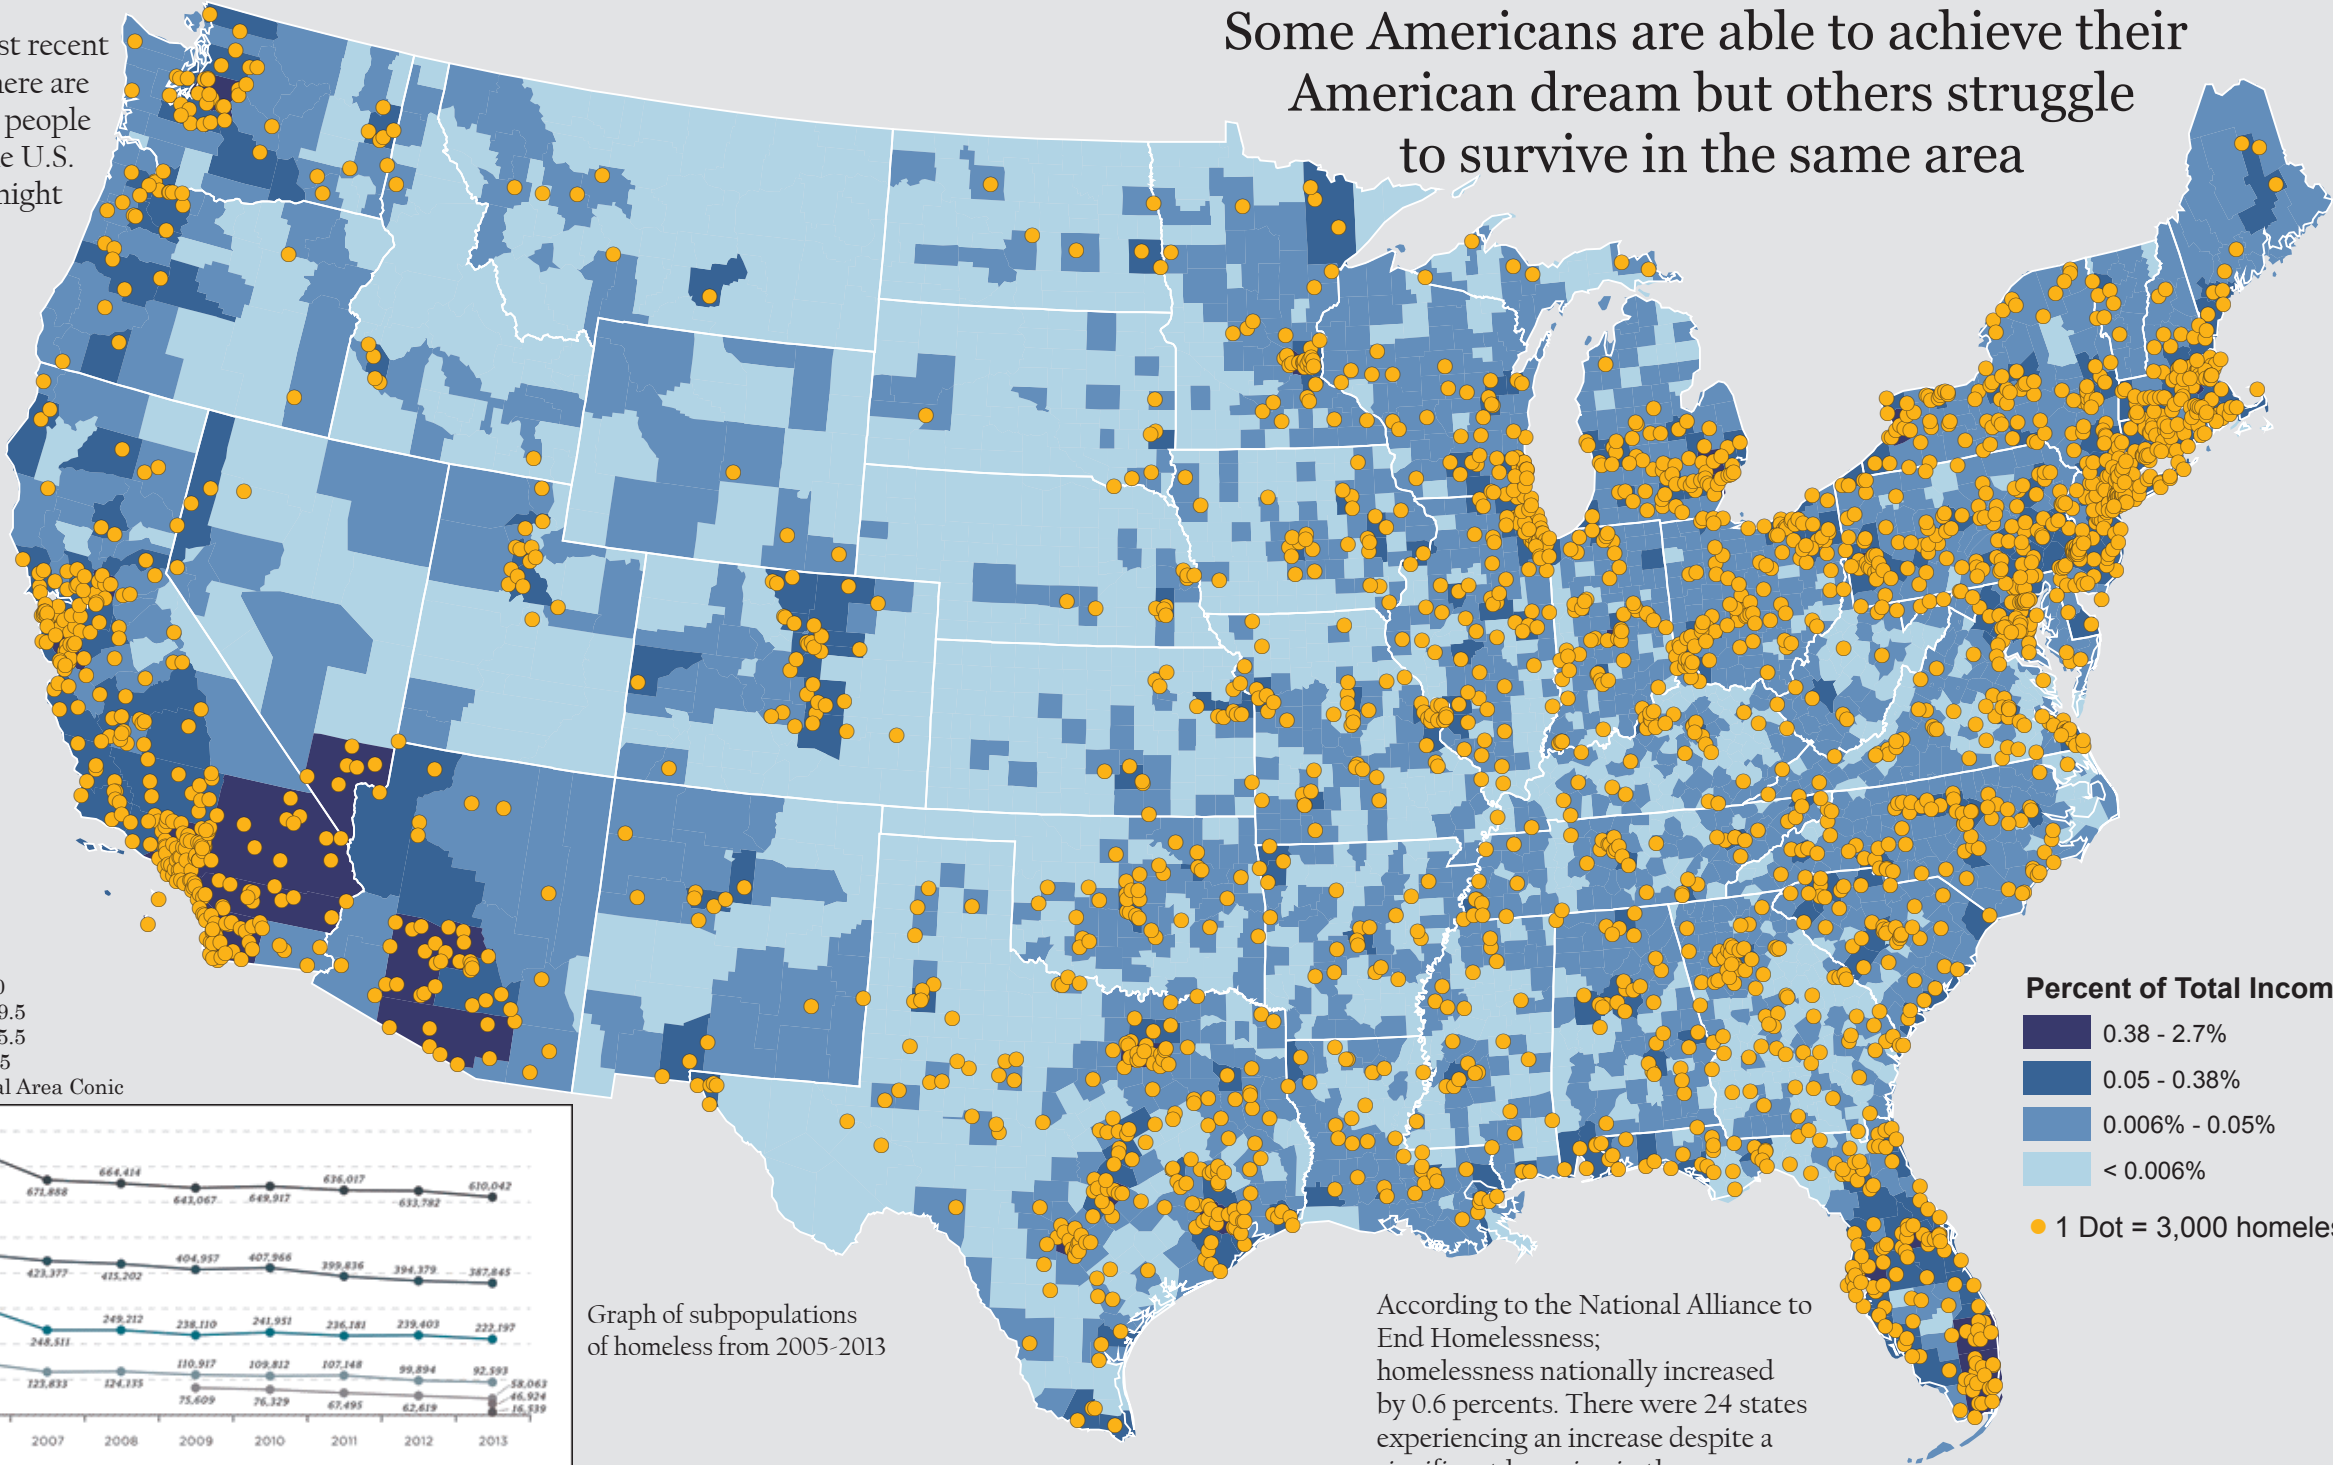 Some Americans are able to achieve their
American dream but others struggle
to survive in the same area
st recent
ere are
people
e U.S.
night
0
9.5
5.5
5
al Area Conic
Percent of Total Incom
0.38 - 2.7%
0.05 - 0.38%
0.006% - 0.05%
< 0.006%
1 Dot = 3,000 homeles
664,414
671,888
643,067
649,917
636,017
633,782
610,042
423,377
415,202
404,957
407,966
399,836
394,379
387,845
248,511
249,212
238,110
241,951
236,181
239,403
222,197
123,833
124,135
110,917
109,812
107,148
99,894
92,593
75,609
76,329
67,495
62,619
58,063
46,924
16,539
2007
2008
2009
2010
2011
2012
2013
Graph of subpopulations
of homeless from 2005-2013
According to the National Alliance to
End Homelessness;
homelessness nationally increased
by 0.6 percents. There were 24 states
experiencing an increase despite a